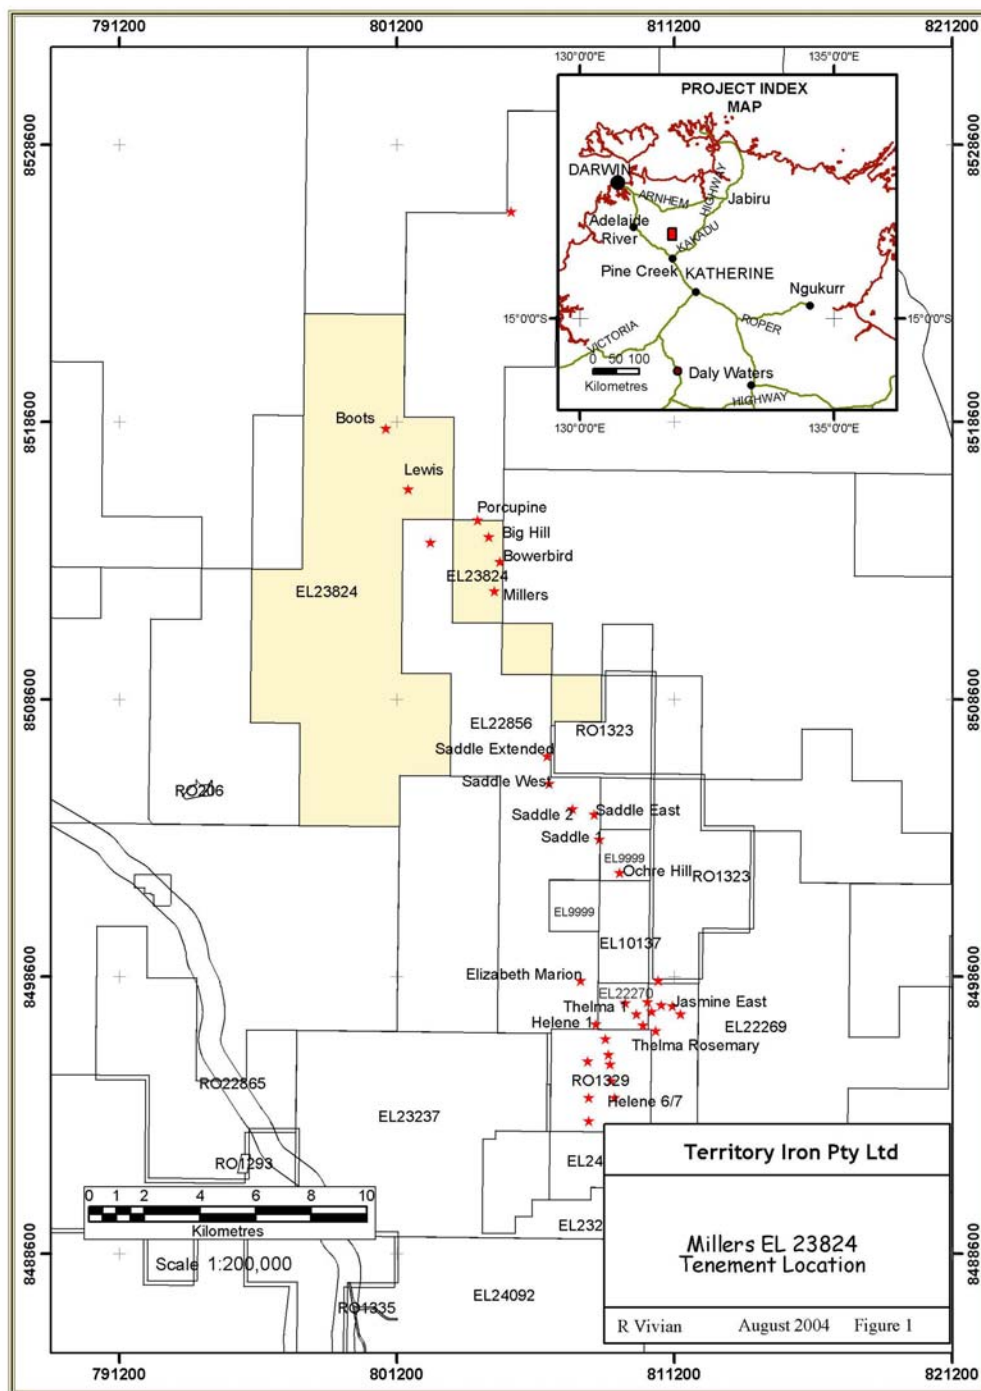 791200 801200 811200 821200
130°0'0"E 135°0'0"E
PROJECT INDEX
MAP
8528600 8528600
DARWIN
ARNHEM
HIGHWAY
Jabiru
Adelaide
River
KAKADU
Pine Creek
KATHERINE
Ngukurr
15°0'0"S 15°0'0"S
VICTORIA
ROPER
0 50 100
Kilometres
Daly Waters
HIGHWAY
130°0'0"E 135°0'0"E
8518600 8518600
Boots
Lewis
Porcupine
Big Hill
Bowerbird
EL23824
EL23824
Millers
8508600 8508600
EL22856
RO1323
Saddle Extended
Saddle West
RO206
Saddle 2
Saddle East
Saddle 1
EL9999
Ochre Hill
RO1323
EL9999
EL10137
8498600 8498600
Elizabeth Marion
EL22270
Thelma 1
Jasmine East
Helene 1
EL22269
Thelma Rosemary
RO22865
RO1329
Helene 6/7
EL23237
RO1293
EL24
Territory Iron Pty Ltd
0 1 2 4 6 8 10
Kilometres
EL232
Millers EL 23824
Tenement Location
8488600 8488600
Scale 1:200,000
EL24092
RO1335
R Vivian August 2004 Figure 1
791200 801200 811200 821200